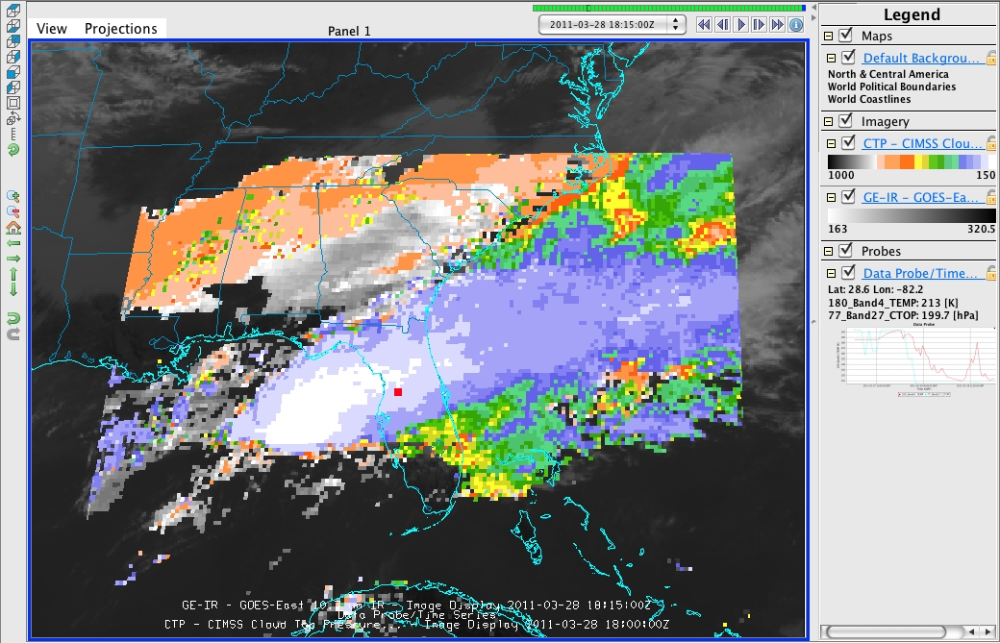 View Projections
Panel 1
2011-03-28 18:15:00Z
Legend
Maps
Default Backgrou...
North & Central America
World Political Boundaries
World Coastlines
Imagery
CTP - CIMSS Clou...
1000 150
GE-IR - GOES-Ea...
163 320.5
Probes
Data Probe/Time...
Lat: 28.6 Lon: -82.2
180_Band4_TEMP: 213 [K]
77_Band27_CTOP: 199.7 [hPa]
Data Probe
GE-IR - GOES-East IR - Image Display 2011-03-28 18:15:00Z
Data Probe/Time Series
CTP - CIMSS Cloud Top Pressure... - Image Display 2011-03-28 18:00:00Z